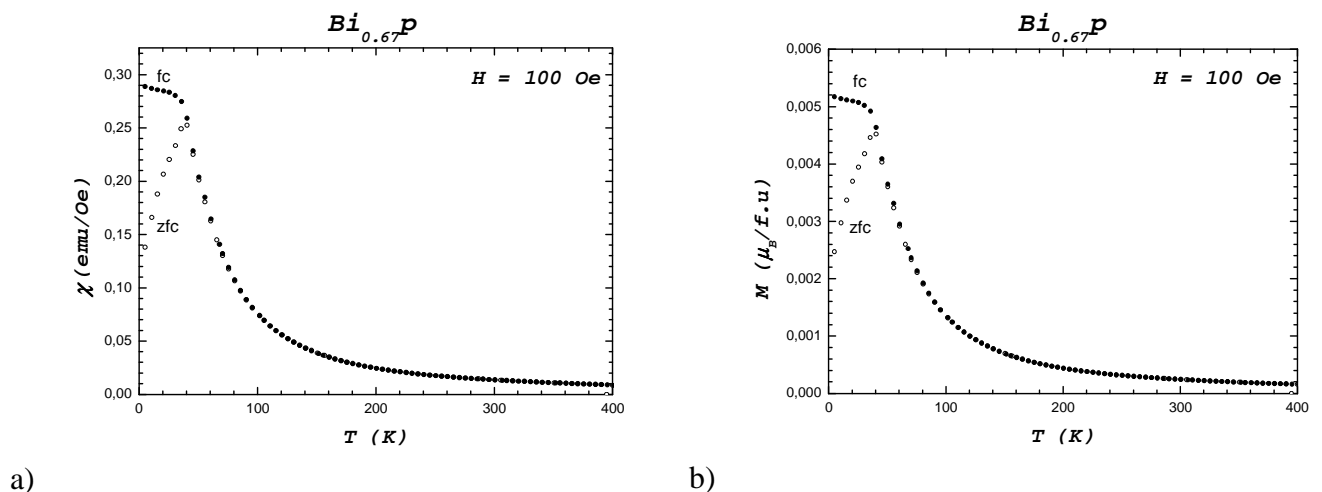 Bi0.67p
fc
H = 100 Oe
0,30
0,25
0,20
0,15
0,10
0,05
0,00
zfc
χ (emu/Oe)
0
100
200
300
400
T (K)
a)
Bi0.67p
0,006
fc
H = 100 Oe
0,005
0,004
0,003
0,002
0,001
0,000
zfc
M (μB/f.u)
0
100
200
300
400
T (K)
b)